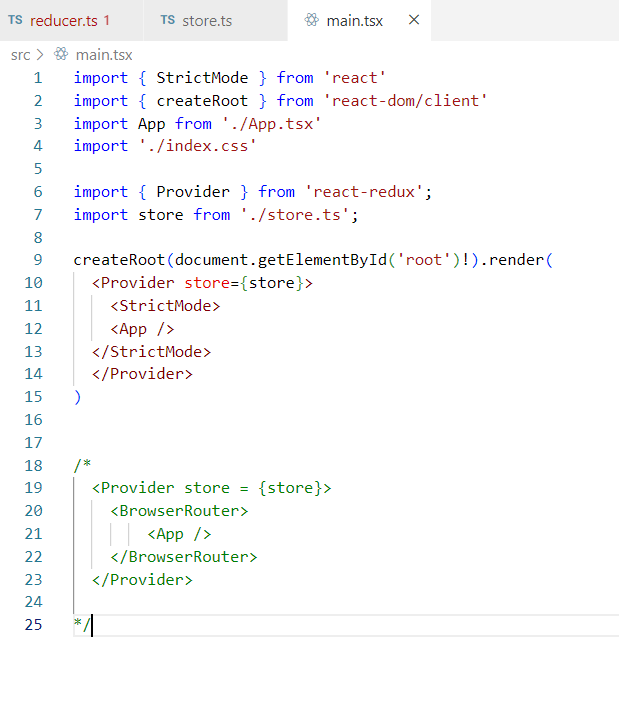 TS reducer.ts 1 TS store.ts main.tsx ×
src > main.tsx
1 import { StrictMode } from 'react'
2 import { createRoot } from 'react-dom/client'
3 import App from './App.tsx'
4 import './index.css'
5
6 import { Provider } from 'react-redux';
7 import store from './store.ts';
8
9 createRoot(document.getElementById('root')!).render(
10   <Provider store={store}>
11     <StrictMode>
12     <App />
13   </StrictMode>
14   </Provider>
15 )
16
17
18 /*
19   <Provider store = {store}>
20     <BrowserRouter>
21         <App />
22     </BrowserRouter>
23   </Provider>
24
25 */